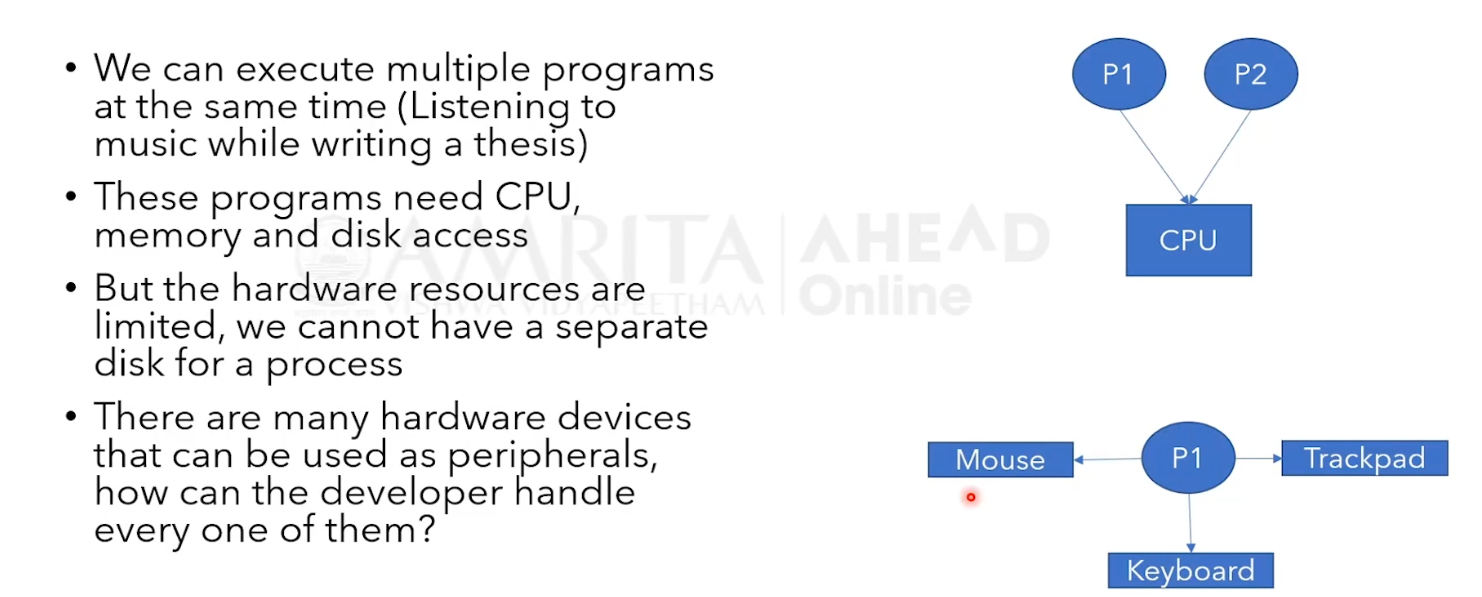 • We can execute multiple programs
at the same time (Listening to
music while writing a thesis)
• These programs need CPU,
memory and disk access
• But the hardware resources are
limited, we cannot have a separate
disk for a process
• There are many hardware devices
that can be used as peripherals,
how can the developer handle
every one of them?
AMRITA
VISHWA VIDYAPEETHAM
AHEAD
Online
P1
P2
CPU
Mouse
P1
Trackpad
Keyboard